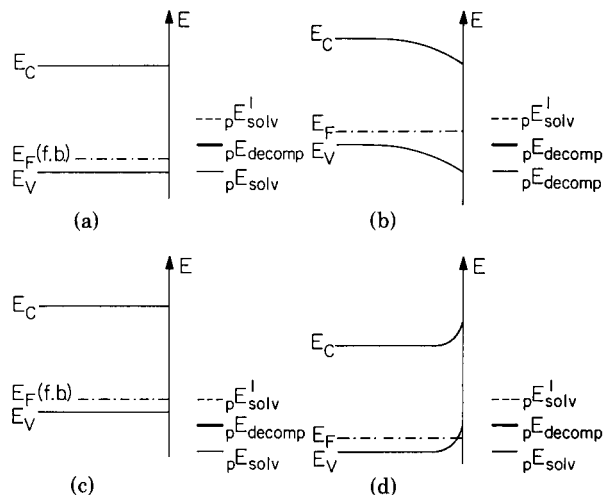 E
E_C
pE^I_solv
E_F(f.b)
pE_decomp
E_V
pE_solv
(a)
E
E_C
pE^I_solv
E_F
pE_decomp
E_V
pE_decomp
(b)
E
E_C
pE^I_solv
E_F(f.b)
pE_decomp
E_V
pE_solv
(c)
E
E_C
pE^I_solv
E_F
pE_decomp
E_V
pE_solv
(d)